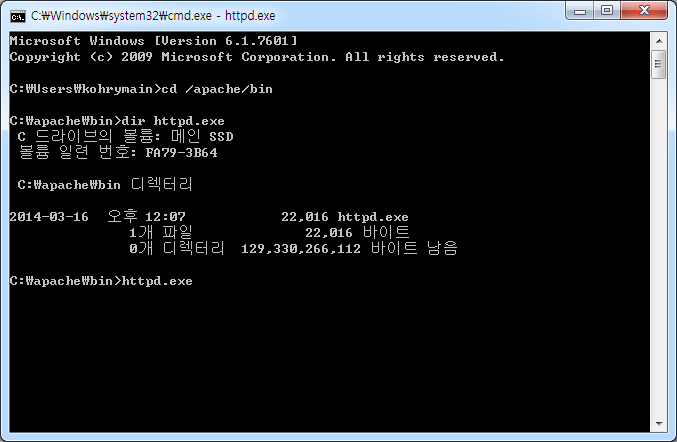 C:₩Windows₩system32₩cmd.exe - httpd.exe
Microsoft Windows [Version 6.1.7601]
Copyright (c) 2009 Microsoft Corporation. All rights reserved.
C:₩Users₩kohrymain>cd /apache/bin
C:₩apache₩bin>dir httpd.exe
C 드라이브의 볼륨: 메인 SSD
볼륨 일련 번호: FA79-3B64
C:₩apache₩bin 디렉터리
2014-03-16 오후 12:07 22,016 httpd.exe
1개 파일 22,016 바이트
0개 디렉터리 129,330,266,112 바이트 남음
C:₩apache₩bin>httpd.exe